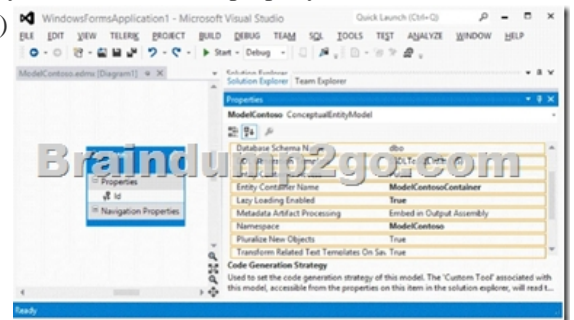 )
WindowsFormsApplication1 - Microsoft Visual Studio
Quick Launch (Ctrl+Q)
FILE EDIT VIEW TELERIK PROJECT BUILD DEBUG TEAM SQL TOOLS TEST ANALYZE WINDOW HELP
Start - Debug -
ModelContoso.edmx [Diagram1]
Solution Explorer
Solution Explorer Team Explorer
Properties
ModelContoso ConceptualEntityModel
Database Schema dbo
Braindump2go.com
Entity Container Name ModelContosoContainer
Lazy Loading Enabled True
Metadata Artifact Processing Embed in Output Assembly
Namespace ModelContoso
Pluralize New Objects True
Transform Related Text Templates On Sav True
Properties
Id
Navigation Properties
Code Generation Strategy
Used to set the code generation strategy of this model. The 'Custom Tool' associated with
this model, accessible from the properties on this item in the solution explorer, will read t...
Ready